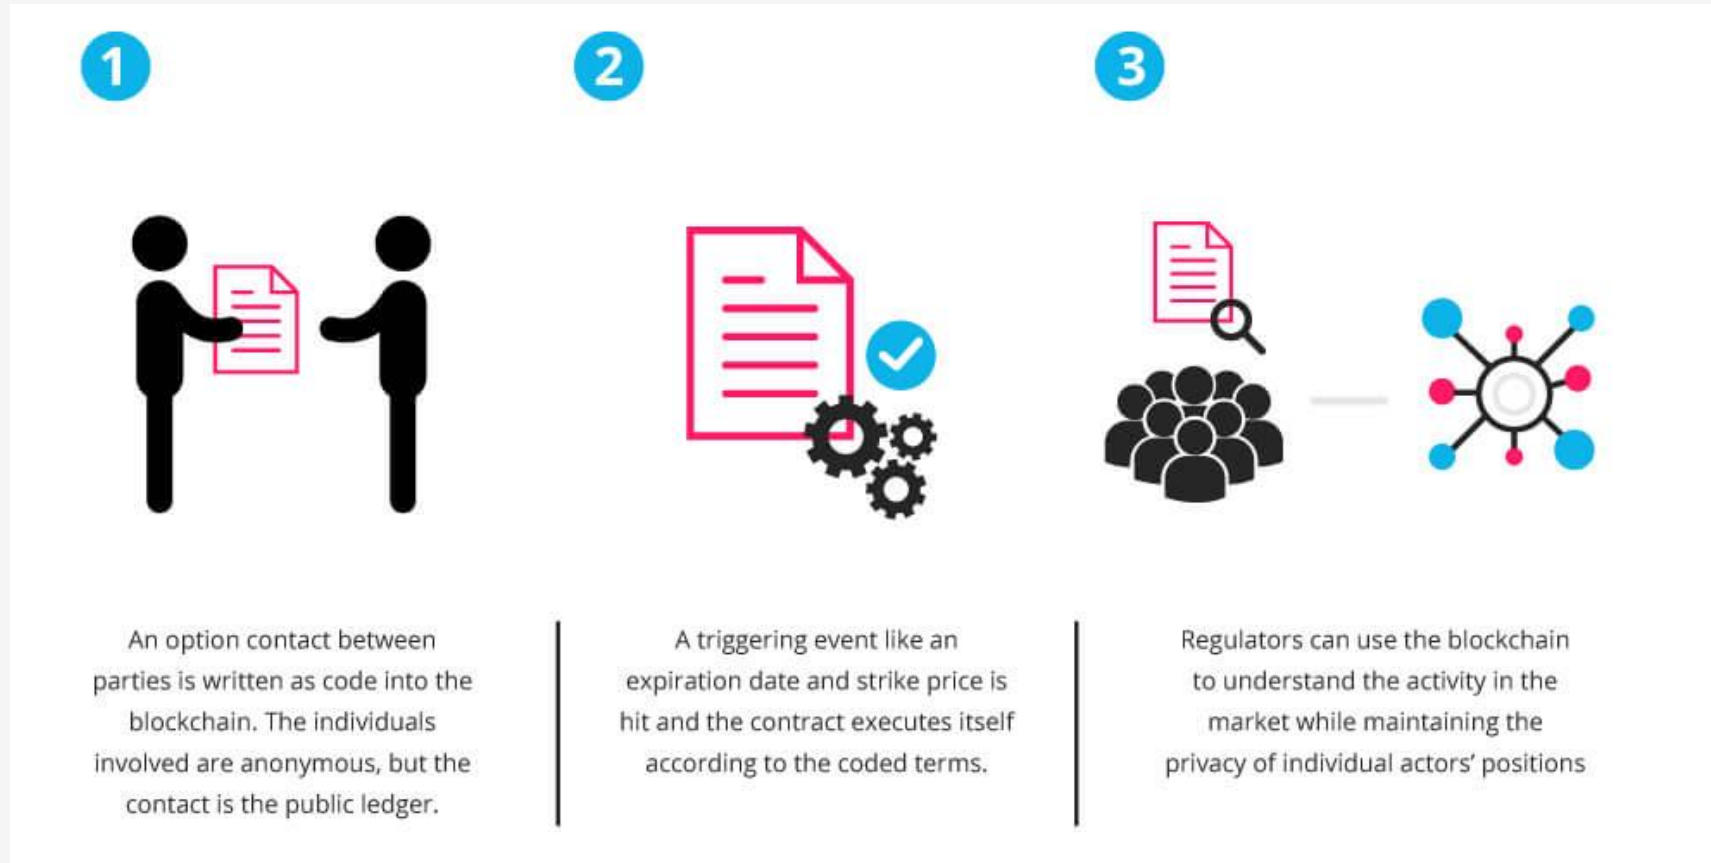 1
2
3
An option contact between
parties is written as code into the
blockchain. The individuals
involved are anonymous, but the
contact is the public ledger.
A triggering event like an
expiration date and strike price is
hit and the contract executes itself
according to the coded terms.
Regulators can use the blockchain
to understand the activity in the
market while maintaining the
privacy of individual actors’ positions